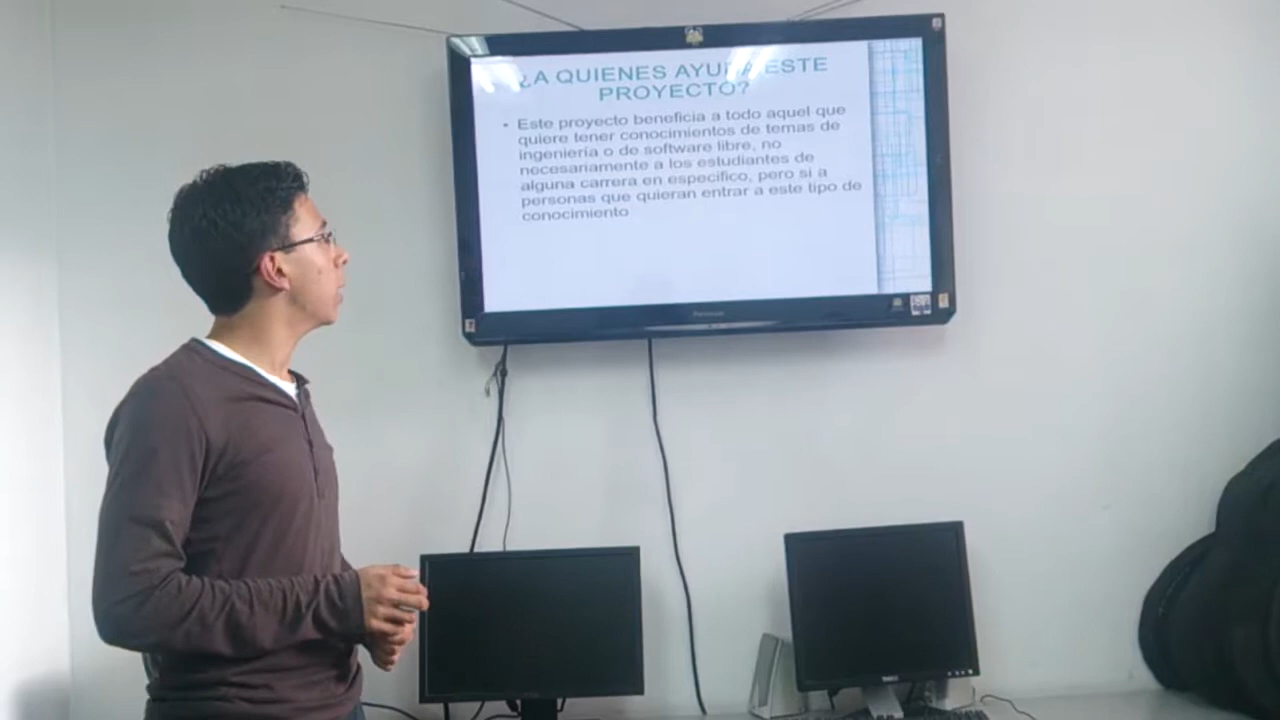 ¿A QUIENES AYUDA ESTE
PROYECTO?
• Este proyecto beneficia a todo aquel que
quiere tener conocimientos de temas de
ingeniería o de software libre, no
necesariamente a los estudiantes de
alguna carrera en especifico, pero si a
personas que quieran entrar a este tipo de
conocimiento
DELL